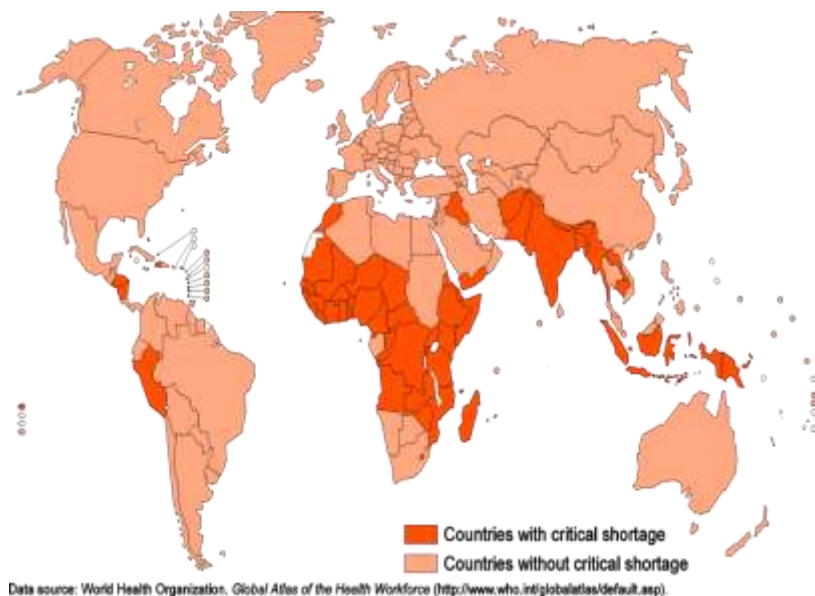 Countries with critical shortage
Countries without critical shortage
Data source: World Health Organization. Global Atlas of the Health Workforce (http://www.who.int/globalatlas/default.asp).